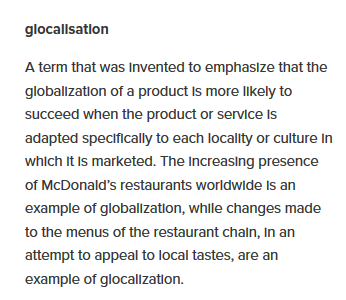 glocalisation
A term that was invented to emphasize that the
globalization of a product is more likely to
succeed when the product or service is
adapted specifically to each locality or culture in
which it is marketed. The increasing presence
of McDonald’s restaurants worldwide is an
example of globalization, while changes made
to the menus of the restaurant chain, in an
attempt to appeal to local tastes, are an
example of glocalization.